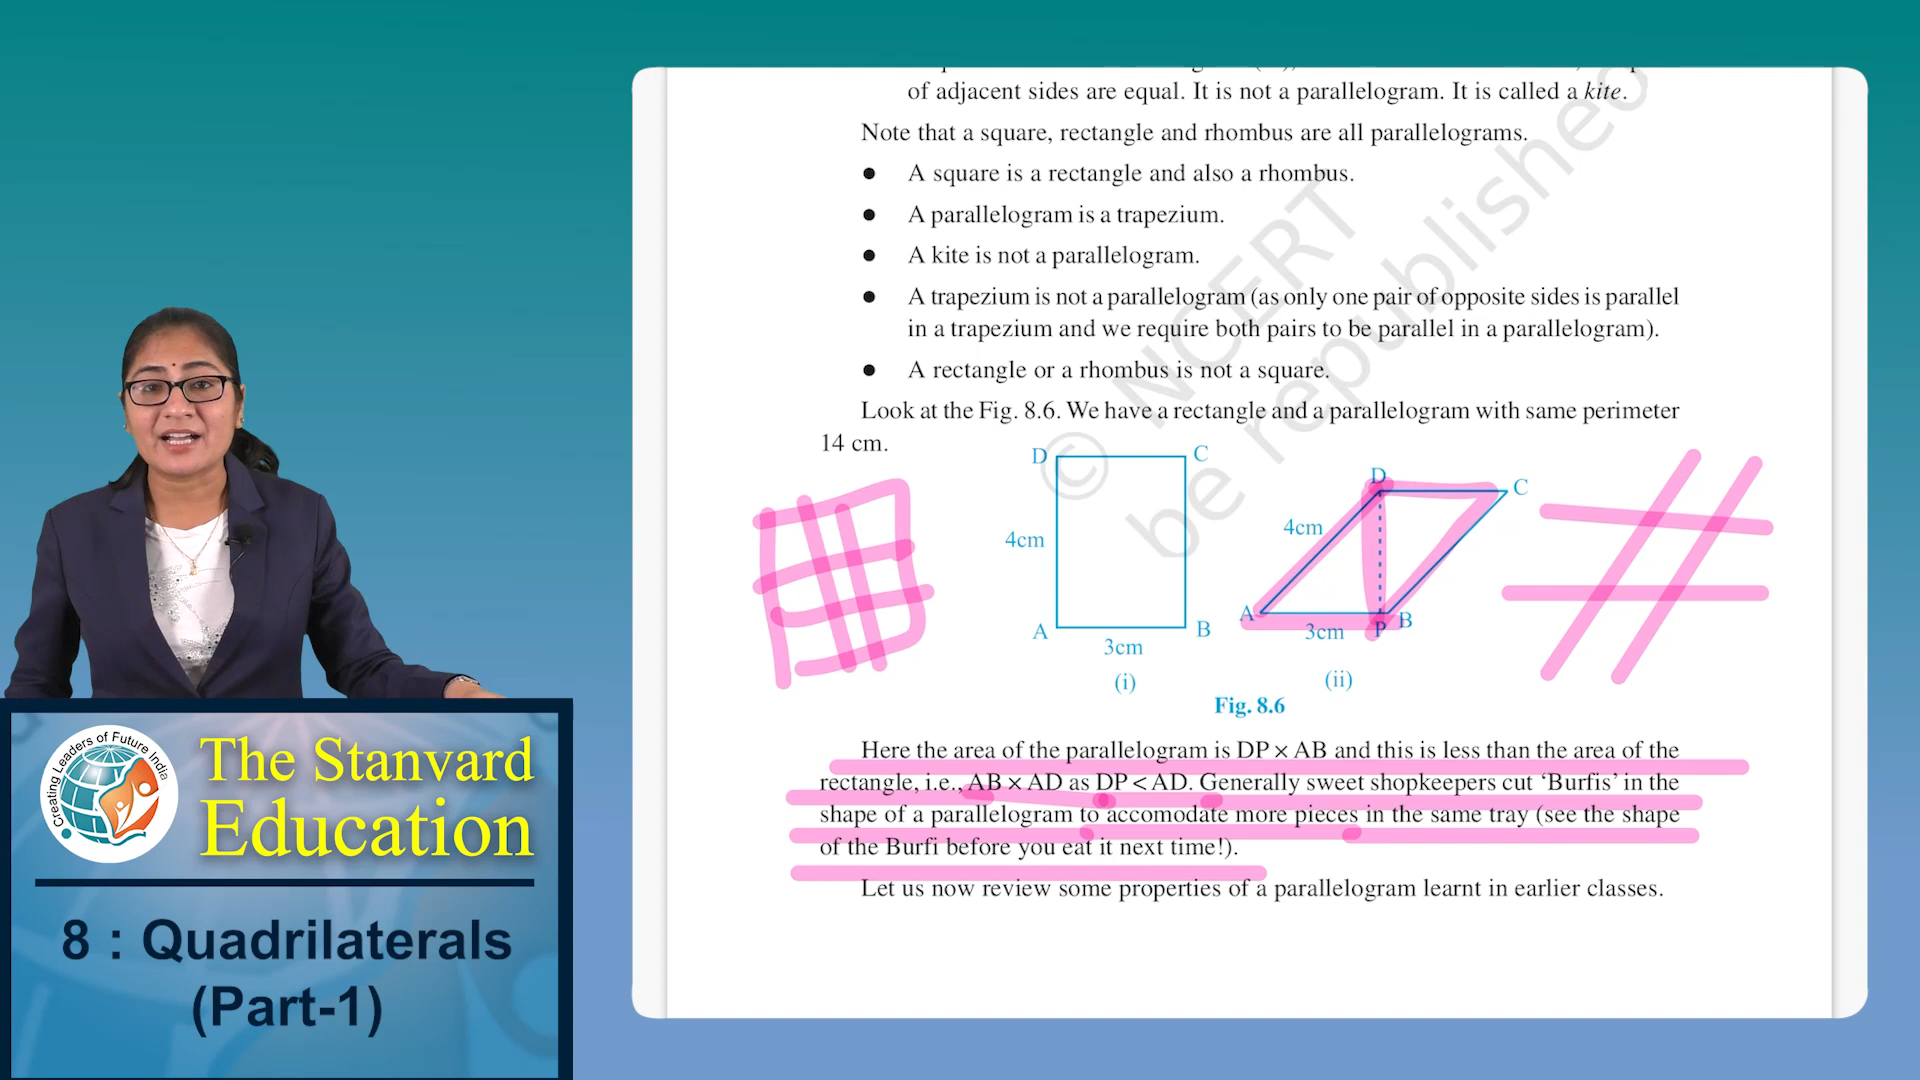 of adjacent sides are equal. It is not a parallelogram. It is called a kite.
Note that a square, rectangle and rhombus are all parallelograms.
● A square is a rectangle and also a rhombus.
● A parallelogram is a trapezium.
● A kite is not a parallelogram.
● A trapezium is not a parallelogram (as only one pair of opposite sides is parallel
in a trapezium and we require both pairs to be parallel in a parallelogram).
● A rectangle or a rhombus is not a square.
Look at the Fig. 8.6. We have a rectangle and a parallelogram with same perimeter
14 cm.
D C
4cm
A B
3cm
(i)
D C
4cm
A P B
3cm
(ii)
Fig. 8.6
Here the area of the parallelogram is DP × AB and this is less than the area of the
rectangle, i.e., AB × AD as DP < AD. Generally sweet shopkeepers cut ‘Burfis’ in the
shape of a parallelogram to accomodate more pieces in the same tray (see the shape
of the Burfi before you eat it next time!).
Let us now review some properties of a parallelogram learnt in earlier classes.
© NCERT
be republished
Creating Leaders of Future India
The Stanvard
Education
8 : Quadrilaterals
(Part-1)